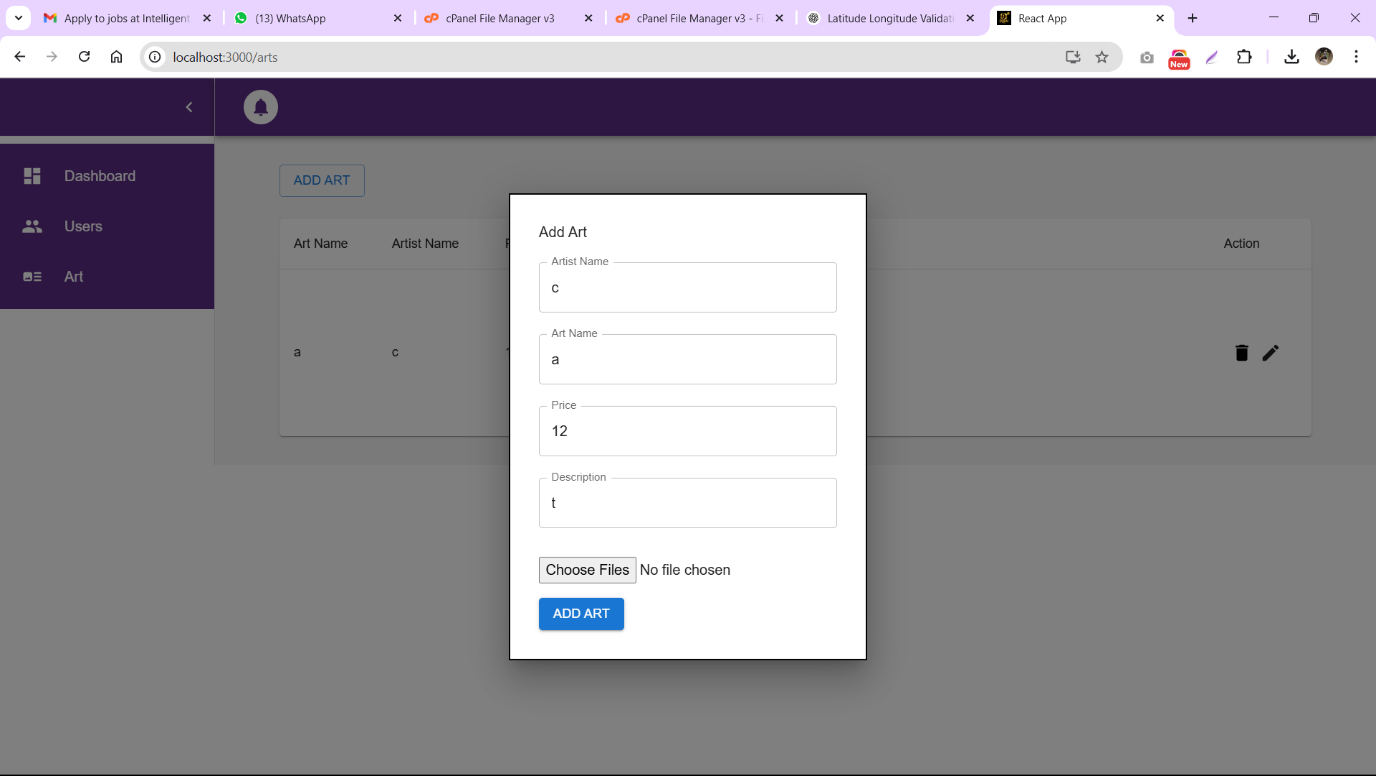 Apply to jobs at Intelligent
(13) WhatsApp
cPanel File Manager v3
cPanel File Manager v3 - Fi
Latitude Longitude Validati
React App
localhost:3000/arts
New
Dashboard
Users
Art
ADD ART
Art Name Artist Name Action
a c
Add Art
Artist Name
c
Art Name
a
Price
12
Description
t
Choose Files No file chosen
ADD ART